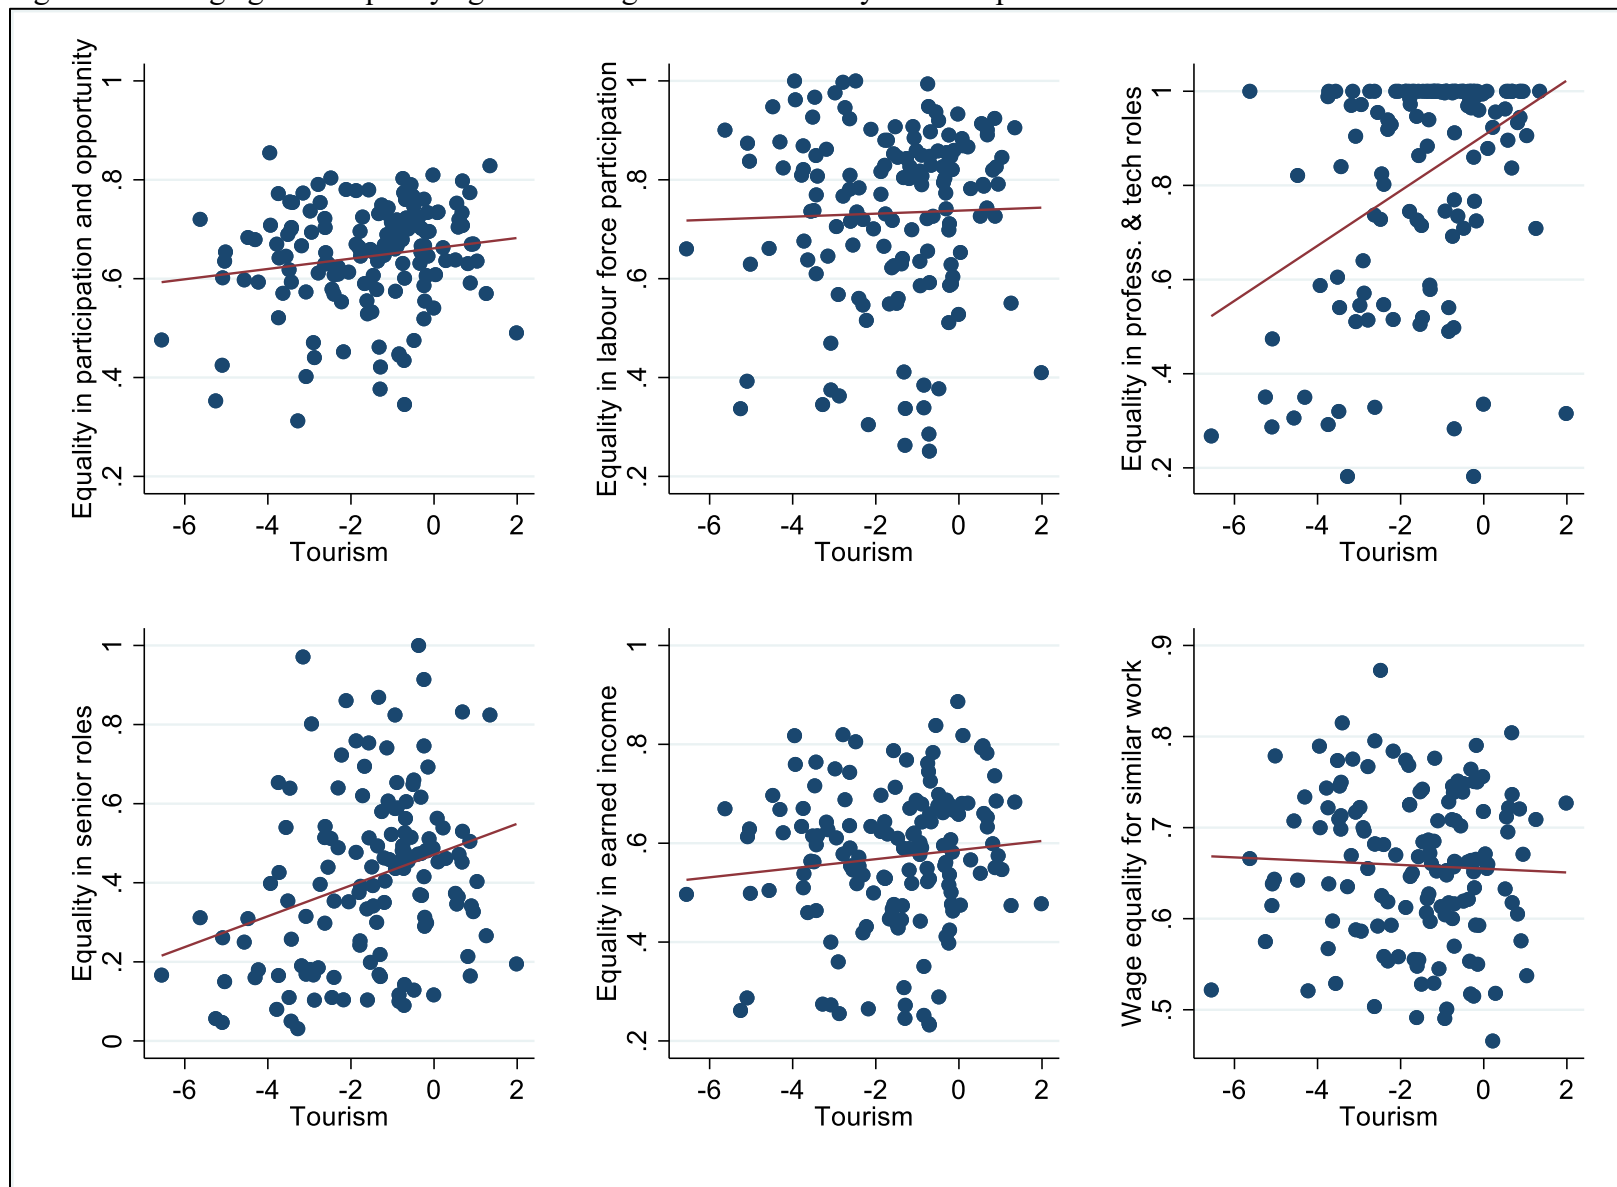 Equality in participation and opportunity
.2 .4 .6 .8 1
-6 -4 -2 0 2
Tourism
Equality in labour force participation
.2 .4 .6 .8 1
-6 -4 -2 0 2
Tourism
Equality in profess. & tech roles
.2 .4 .6 .8 1
-6 -4 -2 0 2
Tourism
Equality in senior roles
0 .2 .4 .6 .8 1
-6 -4 -2 0 2
Tourism
Equality in earned income
.2 .4 .6 .8 1
-6 -4 -2 0 2
Tourism
Wage equality for similar work
.5 .6 .7 .8 .9
-6 -4 -2 0 2
Tourism